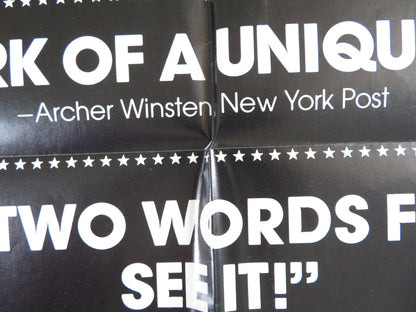 RK OF A UNIQU
—Archer Winsten New York Post
TWO WORDS F
SEE IT!”